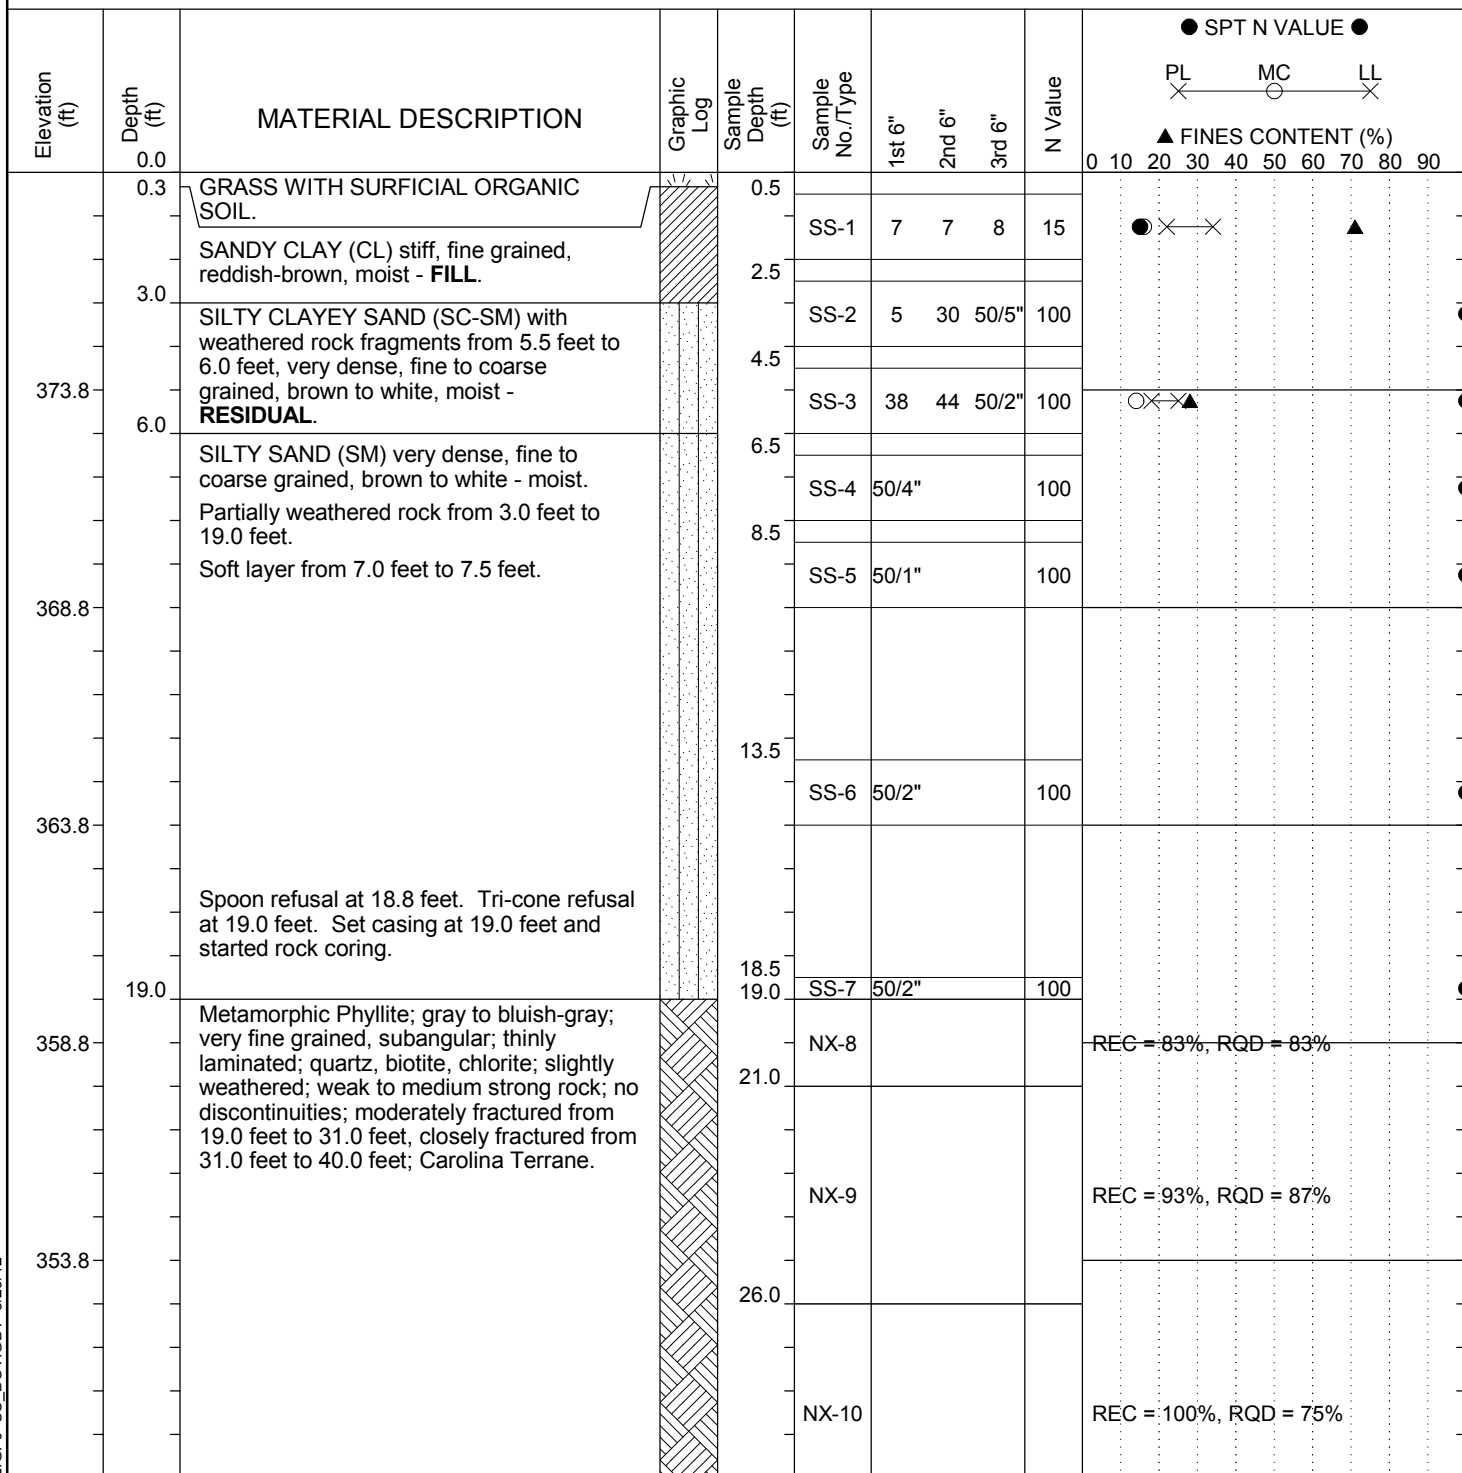 ● SPT N VALUE ●
PL MC LL
▲ FINES CONTENT (%)
0 10 20 30 40 50 60 70 80 90
Elevation (ft)
Depth (ft)
0.0
MATERIAL DESCRIPTION
Graphic Log
Sample Depth (ft)
Sample No./Type
1st 6"
2nd 6"
3rd 6"
N Value
0.3 GRASS WITH SURFICIAL ORGANIC 0.5
SOIL.
SS-1 7 7 8 15
SANDY CLAY (CL) stiff, fine grained,
reddish-brown, moist - FILL. 2.5
3.0
SILTY CLAYEY SAND (SC-SM) with SS-2 5 30 50/5" 100
weathered rock fragments from 5.5 feet to
6.0 feet, very dense, fine to coarse 4.5
373.8 grained, brown to white, moist -
RESIDUAL. SS-3 38 44 50/2" 100
6.0
6.5
SILTY SAND (SM) very dense, fine to
coarse grained, brown to white - moist. SS-4 50/4" 100
Partially weathered rock from 3.0 feet to
19.0 feet. 8.5
Soft layer from 7.0 feet to 7.5 feet. SS-5 50/1" 100
368.8
13.5
SS-6 50/2" 100
363.8
Spoon refusal at 18.8 feet. Tri-cone refusal
at 19.0 feet. Set casing at 19.0 feet and
started rock coring.
18.5
19.0 19.0 SS-7 50/2" 100
Metamorphic Phyllite; gray to bluish-gray;
very fine grained, subangular; thinly
358.8 laminated; quartz, biotite, chlorite; slightly NX-8 REC = 83%, RQD = 83%
weathered; weak to medium strong rock; no 21.0
discontinuities; moderately fractured from
19.0 feet to 31.0 feet, closely fractured from
31.0 feet to 40.0 feet; Carolina Terrane.
NX-9 REC = 93%, RQD = 87%
353.8
26.0
NX-10 REC = 100%, RQD = 75%